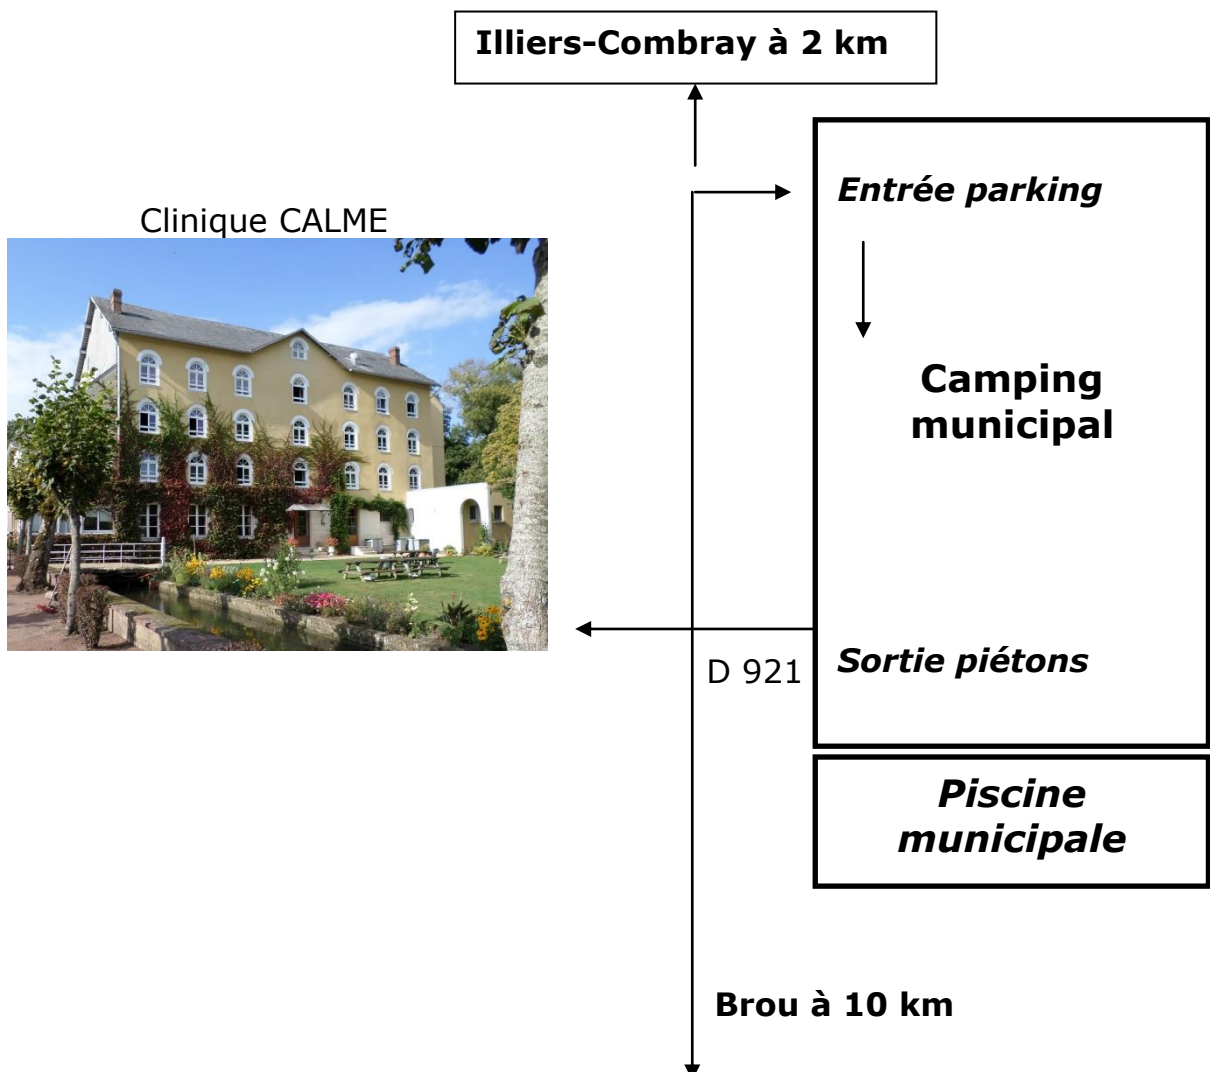 Illiers-Combray à 2 km
Entrée parking
Clinique CALME
Camping
municipal
Sortie piétons
D 921
Piscine
municipale
Brou à 10 km